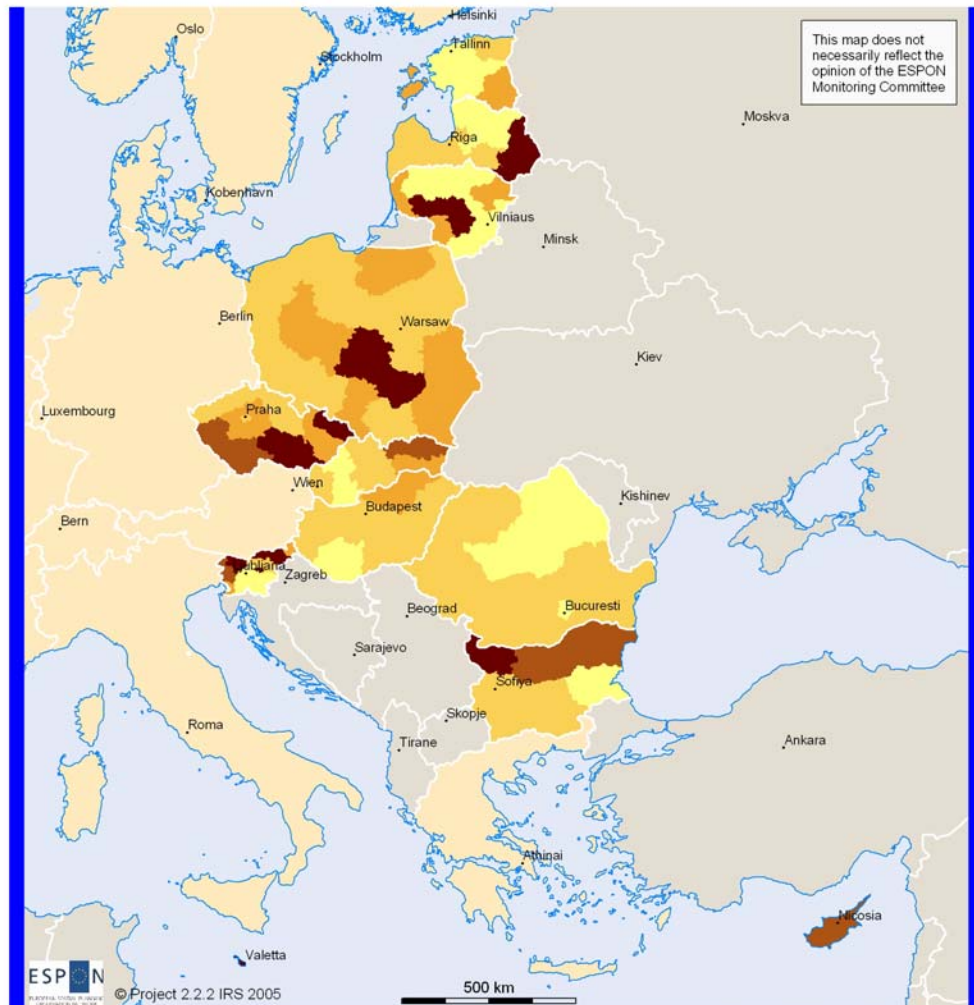 Helsinki
Oslo
Tallinn
Stockholm
This map does not
necessarily reflect the
opinion of the ESPON
Monitoring Committee
Moskva
Riga
Kobenhavn
Vilniaus
Minsk
Berlin
Warsaw
Kiev
Luxembourg
Praha
Wien
Kishinev
Bern
Budapest
Zagreb
Bucuresti
Beograd
Sarajevo
Sofiya
Skopje
Roma
Tirane
Ankara
Athinai
Nicosia
Valetta
ESPON
© Project 2.2.2 IRS 2005
500 km